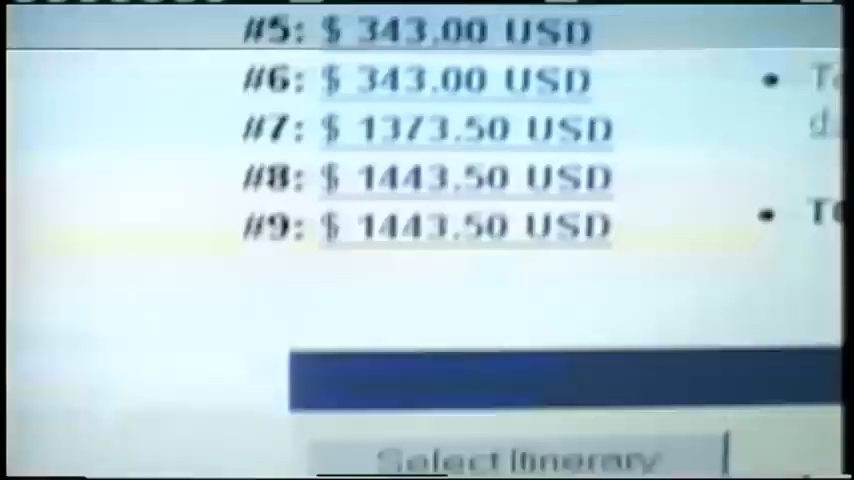 #5: $ 343.00 USD
#6: $ 343.00 USD
#7: $ 1373.50 USD
#8: $ 1443.50 USD
#9: $ 1443.50 USD
Select Itinerary